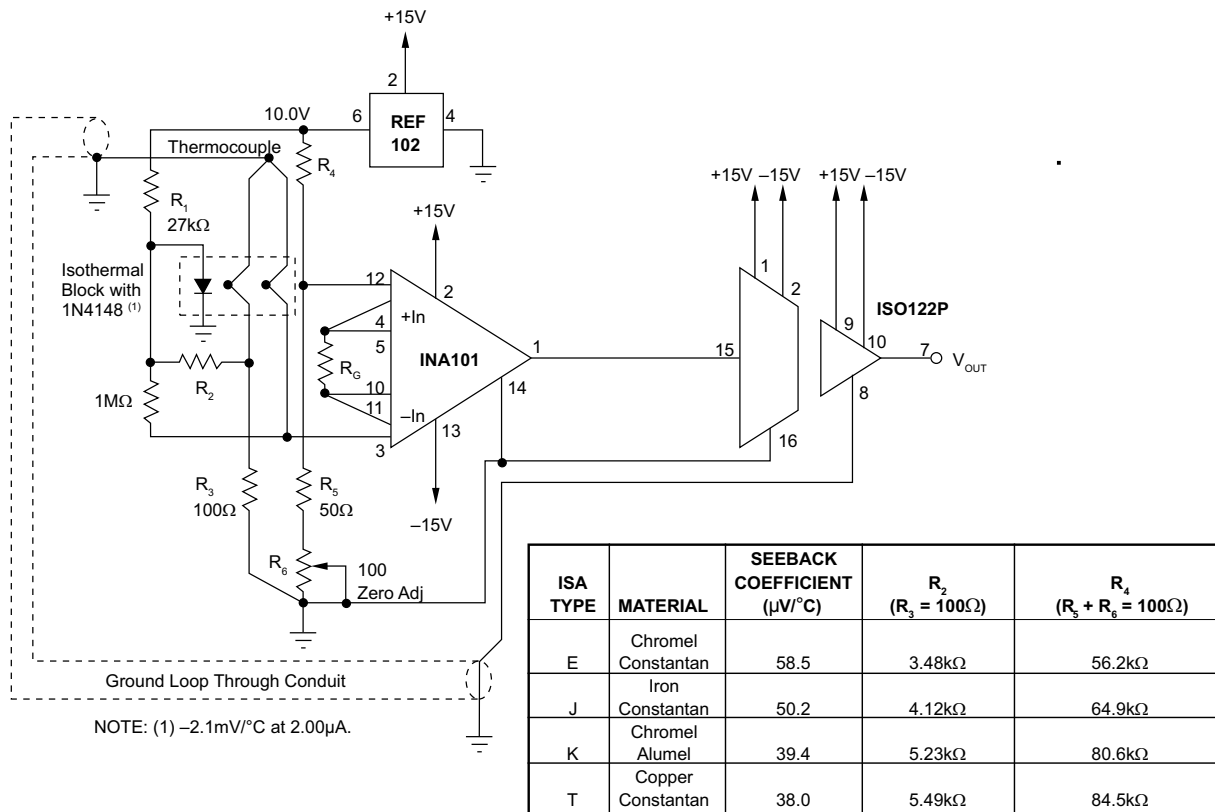 +15V
2
10.0V
6
REF
102
4
Thermocouple
R4
R1
27kΩ
+15V
+15V –15V
+15V –15V
Isothermal
Block with
1N4148 (1)
12
2
+In
4
5
RG
INA101
10
11
–In
3
13
1
14
–15V
R2
1MΩ
R3
100Ω
R5
50Ω
R6
100
Zero Adj
1
2
15
16
ISO122P
9
10
7
VOUT
8
Ground Loop Through Conduit
NOTE: (1) –2.1mV/°C at 2.00µA.
ISA TYPE MATERIAL SEEBACK COEFFICIENT (µV/°C) R2 (R3 = 100Ω) R4 (R5 + R6 = 100Ω)
E Chromel Constantan 58.5 3.48kΩ 56.2kΩ
J Iron Constantan 50.2 4.12kΩ 64.9kΩ
K Chromel Alumel 39.4 5.23kΩ 80.6kΩ
T Copper Constantan 38.0 5.49kΩ 84.5kΩ